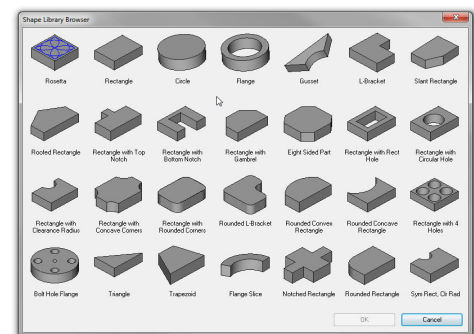 Shape Library Browser
Rosetta Rectangle Circle Flange Gusset L-Bracket Slant Rectangle
Roofed Rectangle Rectangle with Top Notch Rectangle with Bottom Notch Rectangle with Gambrel Eight Sided Part Rectangle with Rect Hole Rectangle with Circular Hole
Rectangle with Clearance Radius Rectangle with Concave Corners Rectangle with Rounded Corners Rounded L-Bracket Rounded Convex Rectangle Rounded Concave Rectangle Rectangle with 4 Holes
Bolt Hole Flange Triangle Trapezoid Flange Slice Notched Rectangle Rounded Rectangle Sym Rect, Clr Rad
OK Cancel